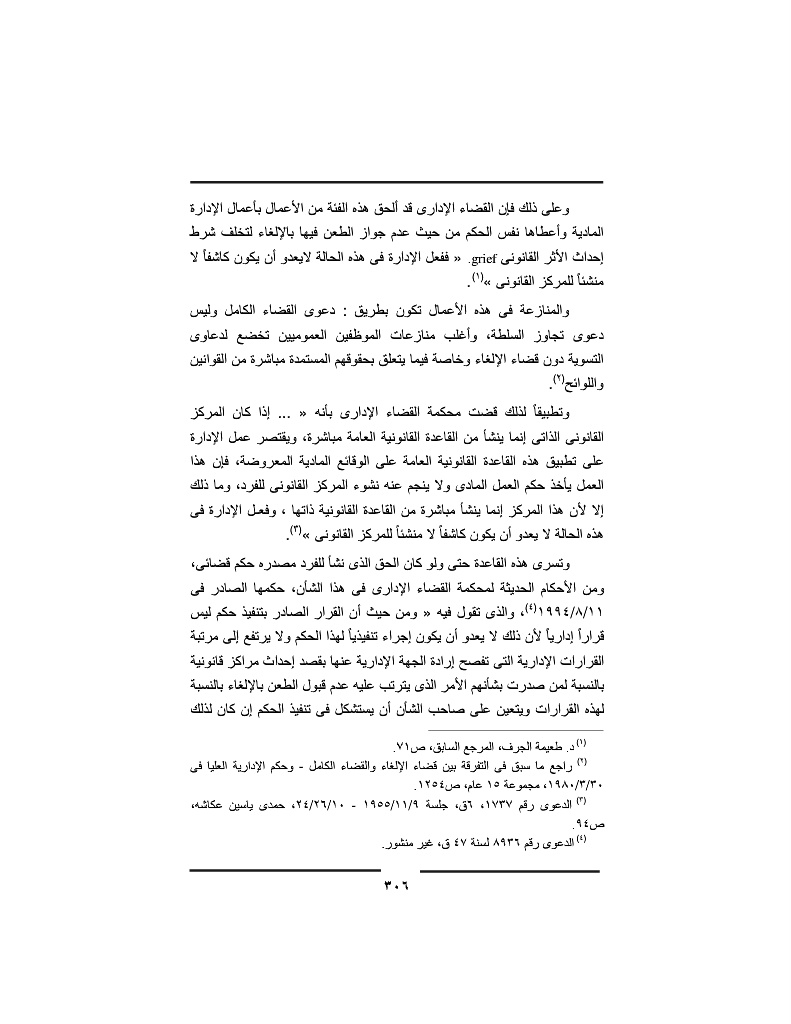 وعلى ذلك فإن القضاء الإدارى قد ألحق هذه الفئة من الأعمال بأعمال الإدارة
المادية وأعطاها نفس الحكم من حيث عدم جواز الطعن فيها بالإلغاء لتخلف شرط
إحداث الأثر القانونى grief. « ففعل الإدارة فى هذه الحالة لايعدو أن يكون كاشفاً لا
منشئاً للمركز القانونى »(١).
والمنازعة فى هذه الأعمال تكون بطريق : دعوى القضاء الكامل وليس
دعوى تجاوز السلطة، وأغلب منازعات الموظفين العموميين تخضع لدعاوى
التسوية دون قضاء الإلغاء وخاصة فيما يتعلق بحقوقهم المستمدة مباشرة من القوانين
واللوائح(٢).
وتطبيقاً لذلك قضت محكمة القضاء الإدارى بأنه « ... إذا كان المركز
القانونى الذاتى إنما ينشأ من القاعدة القانونية العامة مباشرة، ويقتصر عمل الإدارة
على تطبيق هذه القاعدة القانونية العامة على الوقائع المادية المعروضة، فإن هذا
العمل يأخذ حكم العمل المادى ولا ينجم عنه نشوء المركز القانونى للفرد، وما ذلك
إلا لأن هذا المركز إنما ينشأ مباشرة من القاعدة القانونية ذاتها ، وفعل الإدارة فى
هذه الحالة لا يعدو أن يكون كاشفاً لا منشئاً للمركز القانونى »(٣).
وتسرى هذه القاعدة حتى ولو كان الحق الذى نشأ للفرد مصدره حكم قضائى،
ومن الأحكام الحديثة لمحكمة القضاء الإدارى فى هذا الشأن، حكمها الصادر فى
١٩٩٤/٨/١١(٤)، والذى تقول فيه « ومن حيث أن القرار الصادر بتنفيذ حكم ليس
قراراً إدارياً لأن ذلك لا يعدو أن يكون إجراء تنفيذياً لهذا الحكم ولا يرتفع إلى مرتبة
القرارات الإدارية التى تفصح إرادة الجهة الإدارية عنها بقصد إحداث مراكز قانونية
بالنسبة لمن صدرت بشأنهم الأمر الذى يترتب عليه عدم قبول الطعن بالإلغاء بالنسبة
لهذه القرارات ويتعين على صاحب الشأن أن يستشكل فى تنفيذ الحكم إن كان لذلك
(١) د. طعيمة الجرف، المرجع السابق، ص٧١.
(٢) راجع ما سبق فى التفرقة بين قضاء الإلغاء والقضاء الكامل - وحكم الإدارية العليا فى
١٩٨٠/٣/٣٠، مجموعة ١٥ عام، ص١٢٥٤.
(٣) الدعوى رقم ١٧٣٧، ٦ق، جلسة ١٩٥٥/١١/٩ - ٢٤/٢٦/١٠، حمدى ياسين عكاشه،
ص٩٤.
(٤) الدعوى رقم ٨٩٣٦ لسنة ٤٧ ق، غير منشور.
٣٠٦